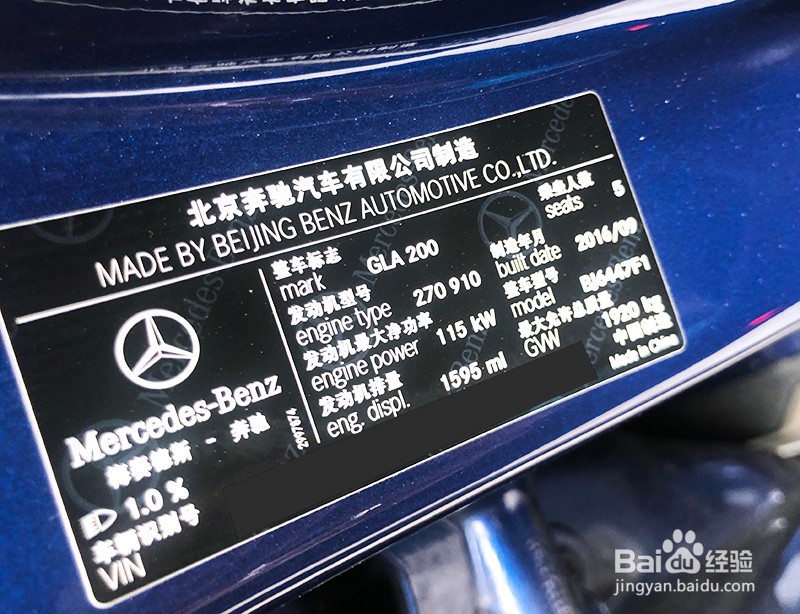 北京奔驰汽车有限公司制造
MADE BY BEIJING BENZ AUTOMOTIVE CO.,LTD.
整车标志
mark GLA 200
发动机型号
engine type 270 910
发动机最大净功率
engine power 115 kW
发动机排量
eng. displ. 1595 ml
乘坐人数
seats 5
制造年月
built date 2016/09
整车型号
model BJ6447F1
最大允许总质量
GVW 1920 kg
中国制造
Made in China
Mercedes-Benz
梅赛德斯 - 奔驰
1.0 %
车辆识别号
VIN
Baidu 经验
jingyan.baidu.com